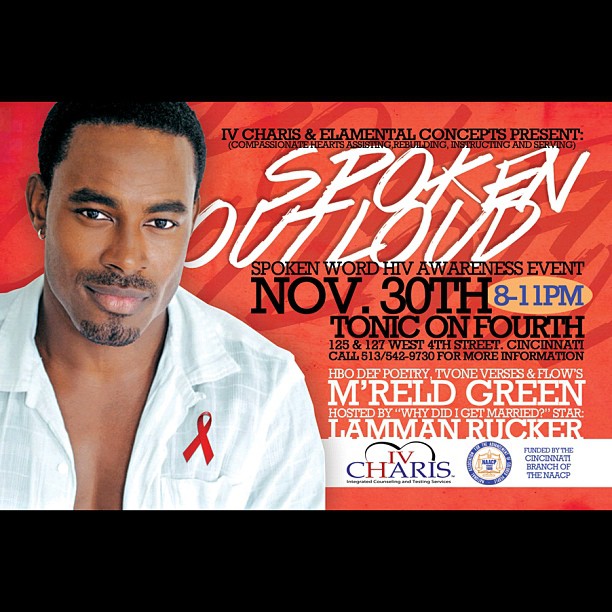 IV CHARIS & ELAMENTAL CONCEPTS PRESENT:
(COMPASSIONATE HEARTS ASSISTING, REBUILDING, INSTRUCTING AND SERVING)
SPOKEN
OUT LOUD
SPOKEN WORD HIV AWARENESS EVENT
NOV. 30TH 8-11PM
TONIC ON FOURTH
125 & 127 WEST 4TH STREET, CINCINNATI
CALL 513/542-9730 FOR MORE INFORMATION
HBO DEF POETRY, TVONE VERSES & FLOW'S
M'RELD GREEN
HOSTED BY "WHY DID I GET MARRIED?" STAR:
LAMMAN RUCKER
IV
CHARIS
Integrated Counseling and Testing Services
NAACP
FUNDED BY THE
CINCINNATI
BRANCH OF
THE NAACP